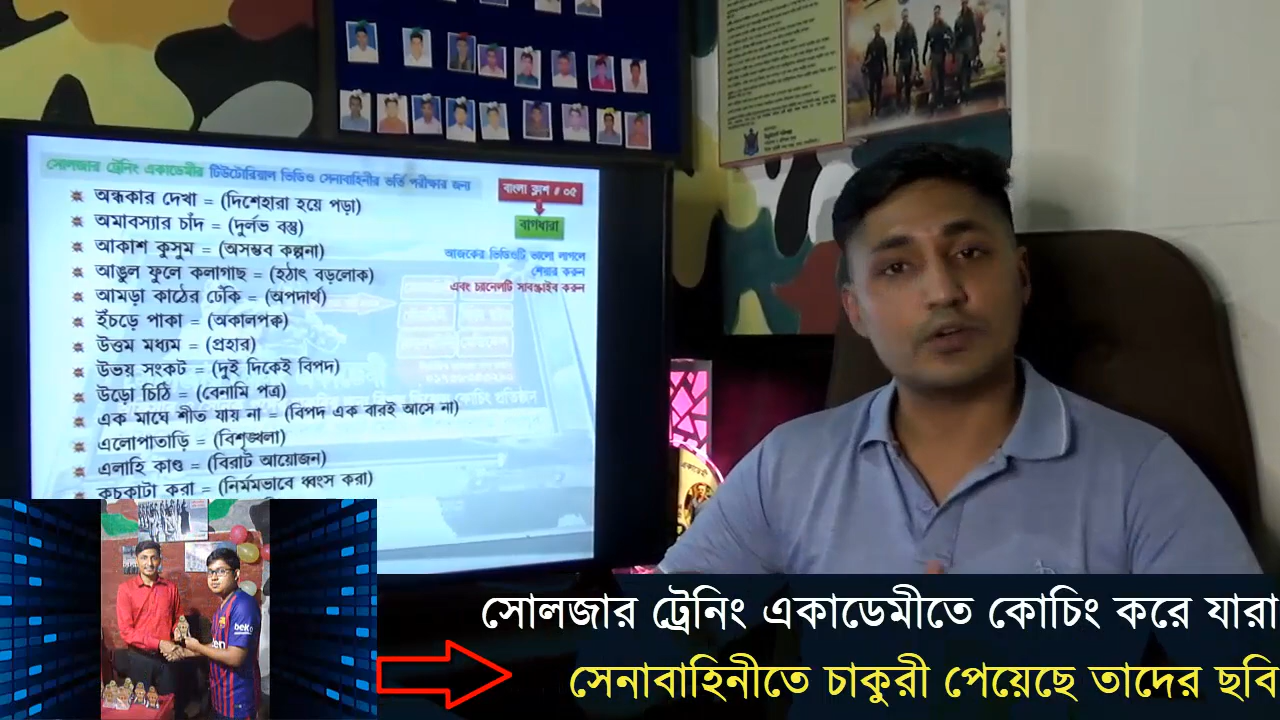 সোলজার ট্রেনিং একাডেমীর টিউটোরিয়াল ভিডিও সেনাবাহিনীর ভর্তি পরীক্ষার জন্য
বাংলা ক্লাশ # ০৫
বাগধারা
অন্ধকার দেখা = (দিশেহারা হয়ে পড়া)
অমাবস্যার চাঁদ = (দুর্লভ বস্তু)
আকাশ কুসুম = (অসম্ভব কল্পনা)
আঙুল ফুলে কলাগাছ = (হঠাৎ বড়লোক)
আমড়া কাঠের ঢেঁকি = (অপদার্থ)
ইঁচড়ে পাকা = (অকালপক্ব)
উত্তম মধ্যম = (প্রহার)
উভয় সংকট = (দুই দিকেই বিপদ)
উড়ো চিঠি = (বেনামি পত্র)
এক মাঘে শীত যায় না = (বিপদ এক বারই আসে না)
এলোপাতাড়ি = (বিশৃঙ্খলা)
এলাহি কাণ্ড = (বিরাট আয়োজন)
কচুকাটা করা = (নির্মমভাবে ধ্বংস করা)
আজকের ভিডিওটি ভালো লাগলে
শেয়ার করুন
এবং চ্যানেলটি সাবস্ক্রাইব করুন
একাডেমী
beko
সোলজার ট্রেনিং একাডেমীতে কোচিং করে যারা
সেনাবাহিনীতে চাকুরী পেয়েছে তাদের ছবি